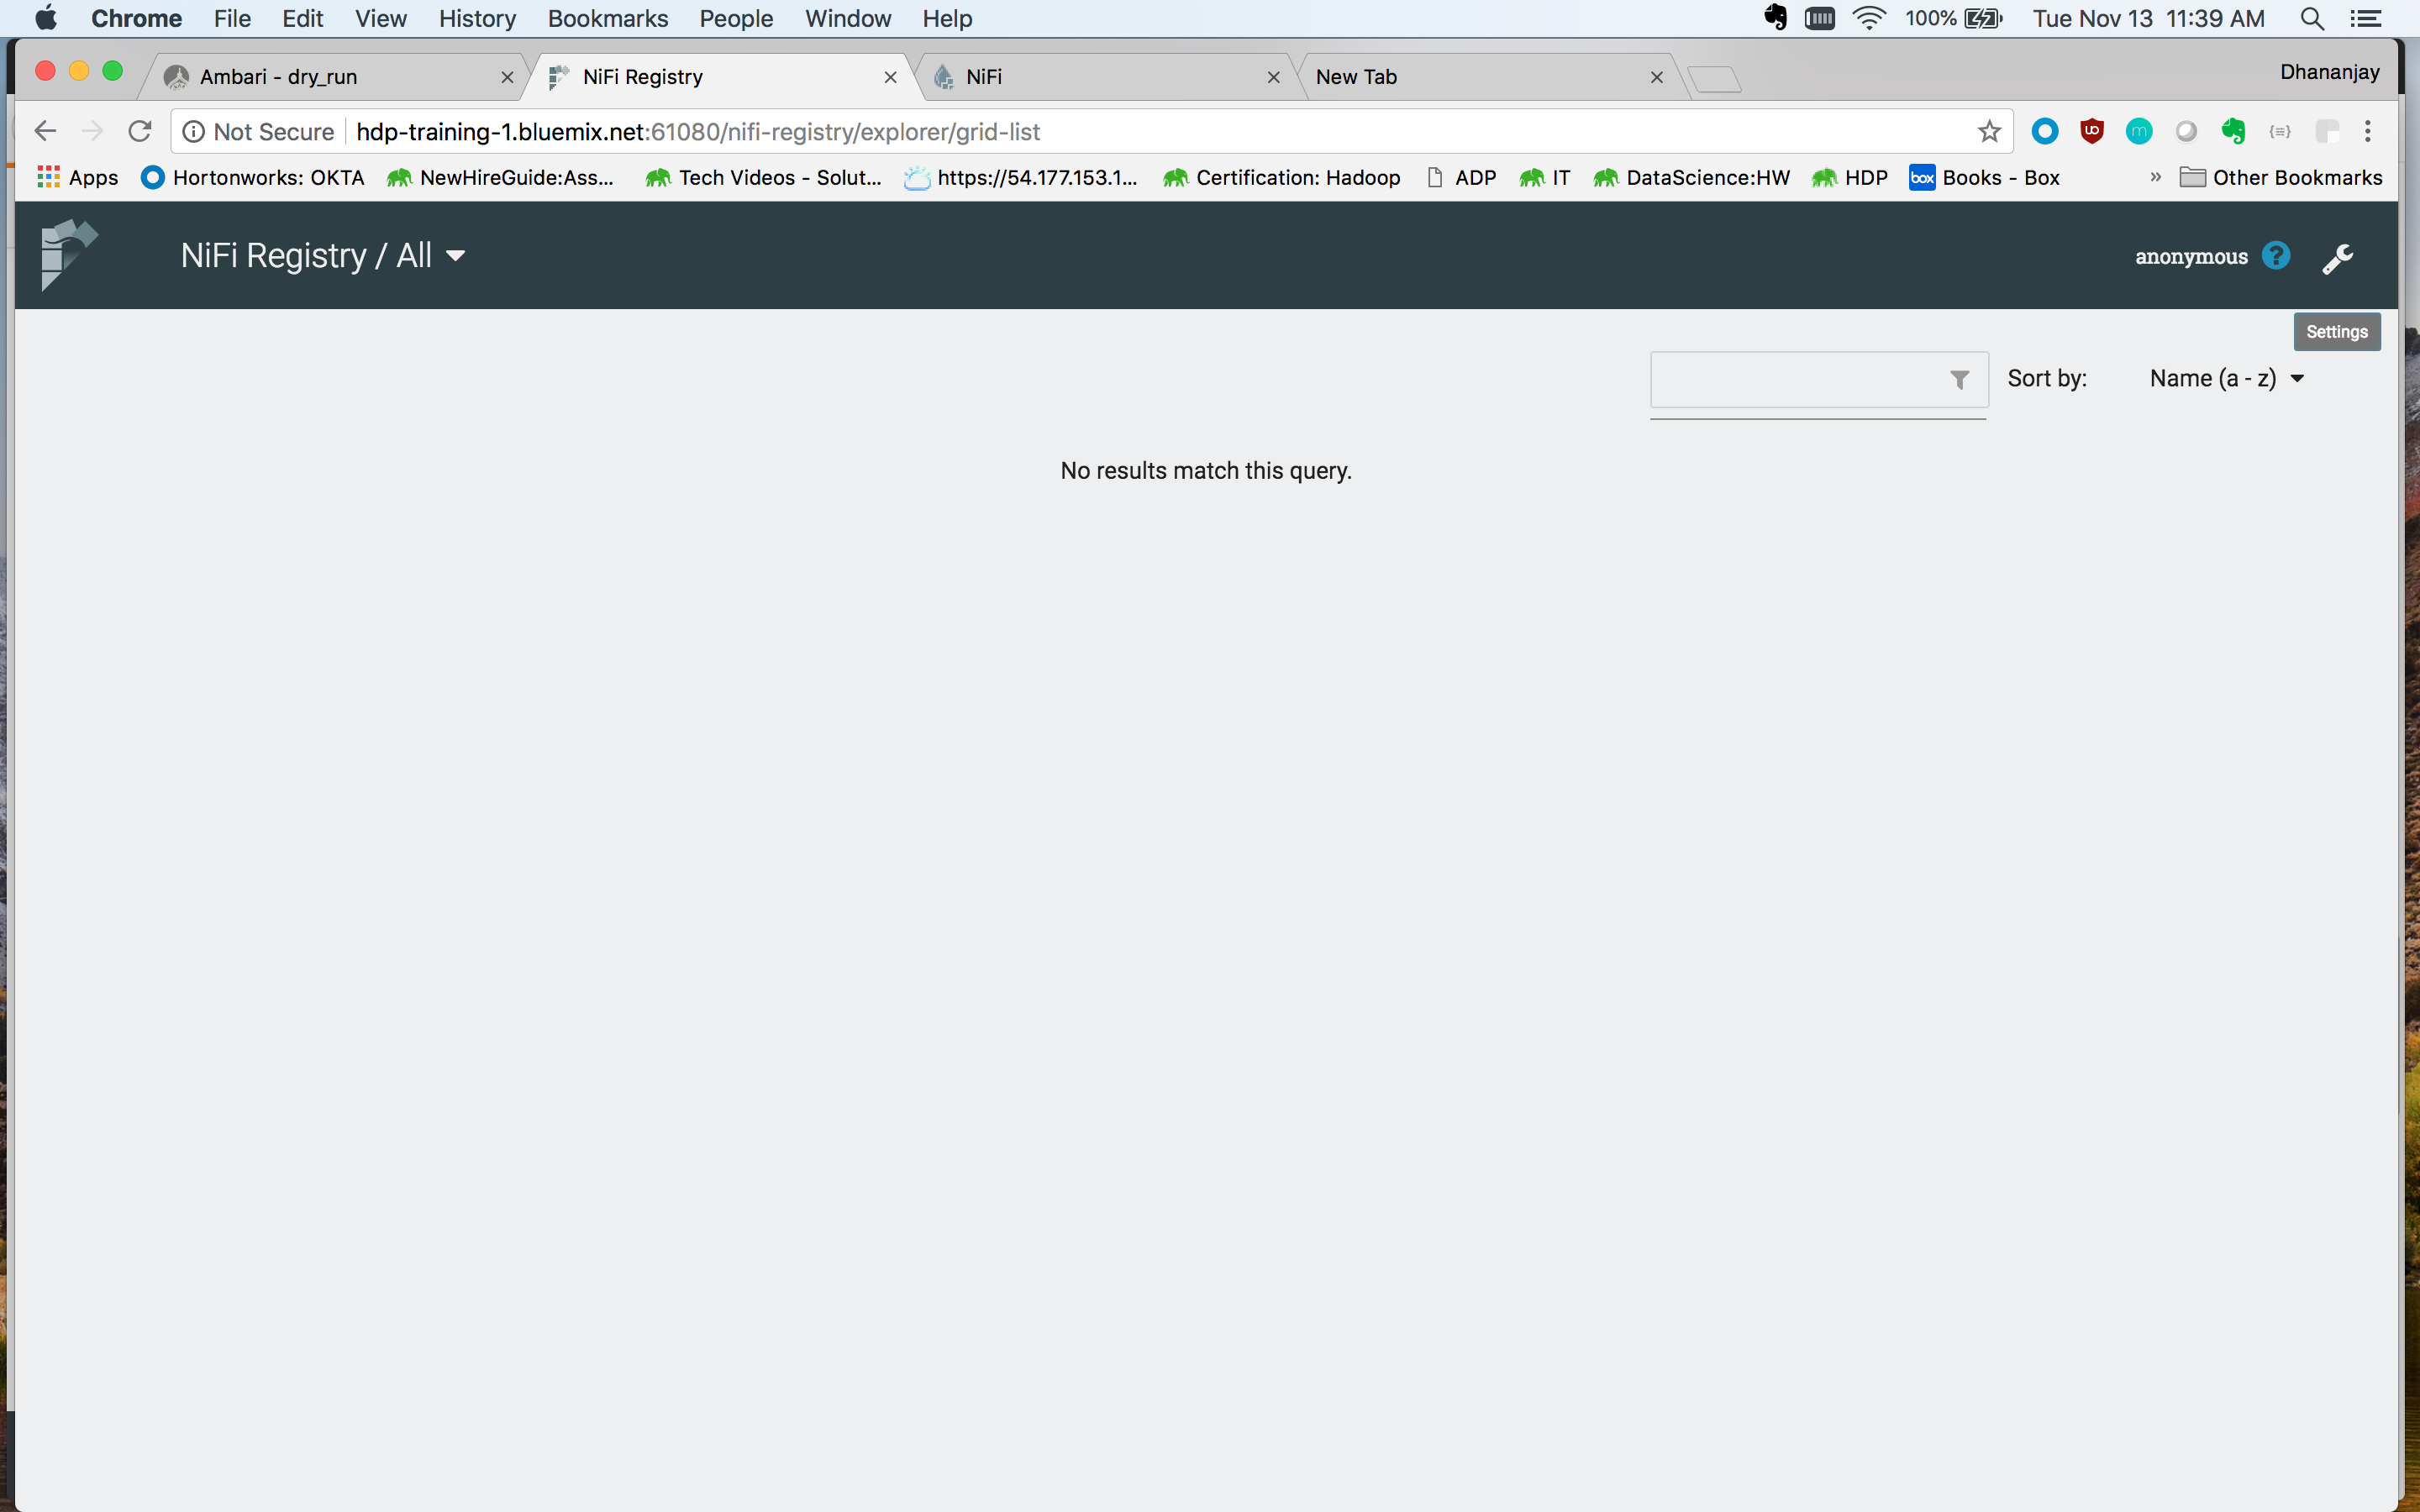 Chrome File Edit View History Bookmarks People Window Help 100% Tue Nov 13 11:39 AM
Ambari - dry_run NiFi Registry NiFi New Tab Dhananjay
Not Secure hdp-training-1.bluemix.net:61080/nifi-registry/explorer/grid-list
Apps Hortonworks: OKTA NewHireGuide:Ass... Tech Videos - Solut... https://54.177.153.1... Certification: Hadoop ADP IT DataScience:HW HDP box Books - Box » Other Bookmarks
NiFi Registry / All anonymous ?
Settings
Sort by: Name (a - z)
No results match this query.